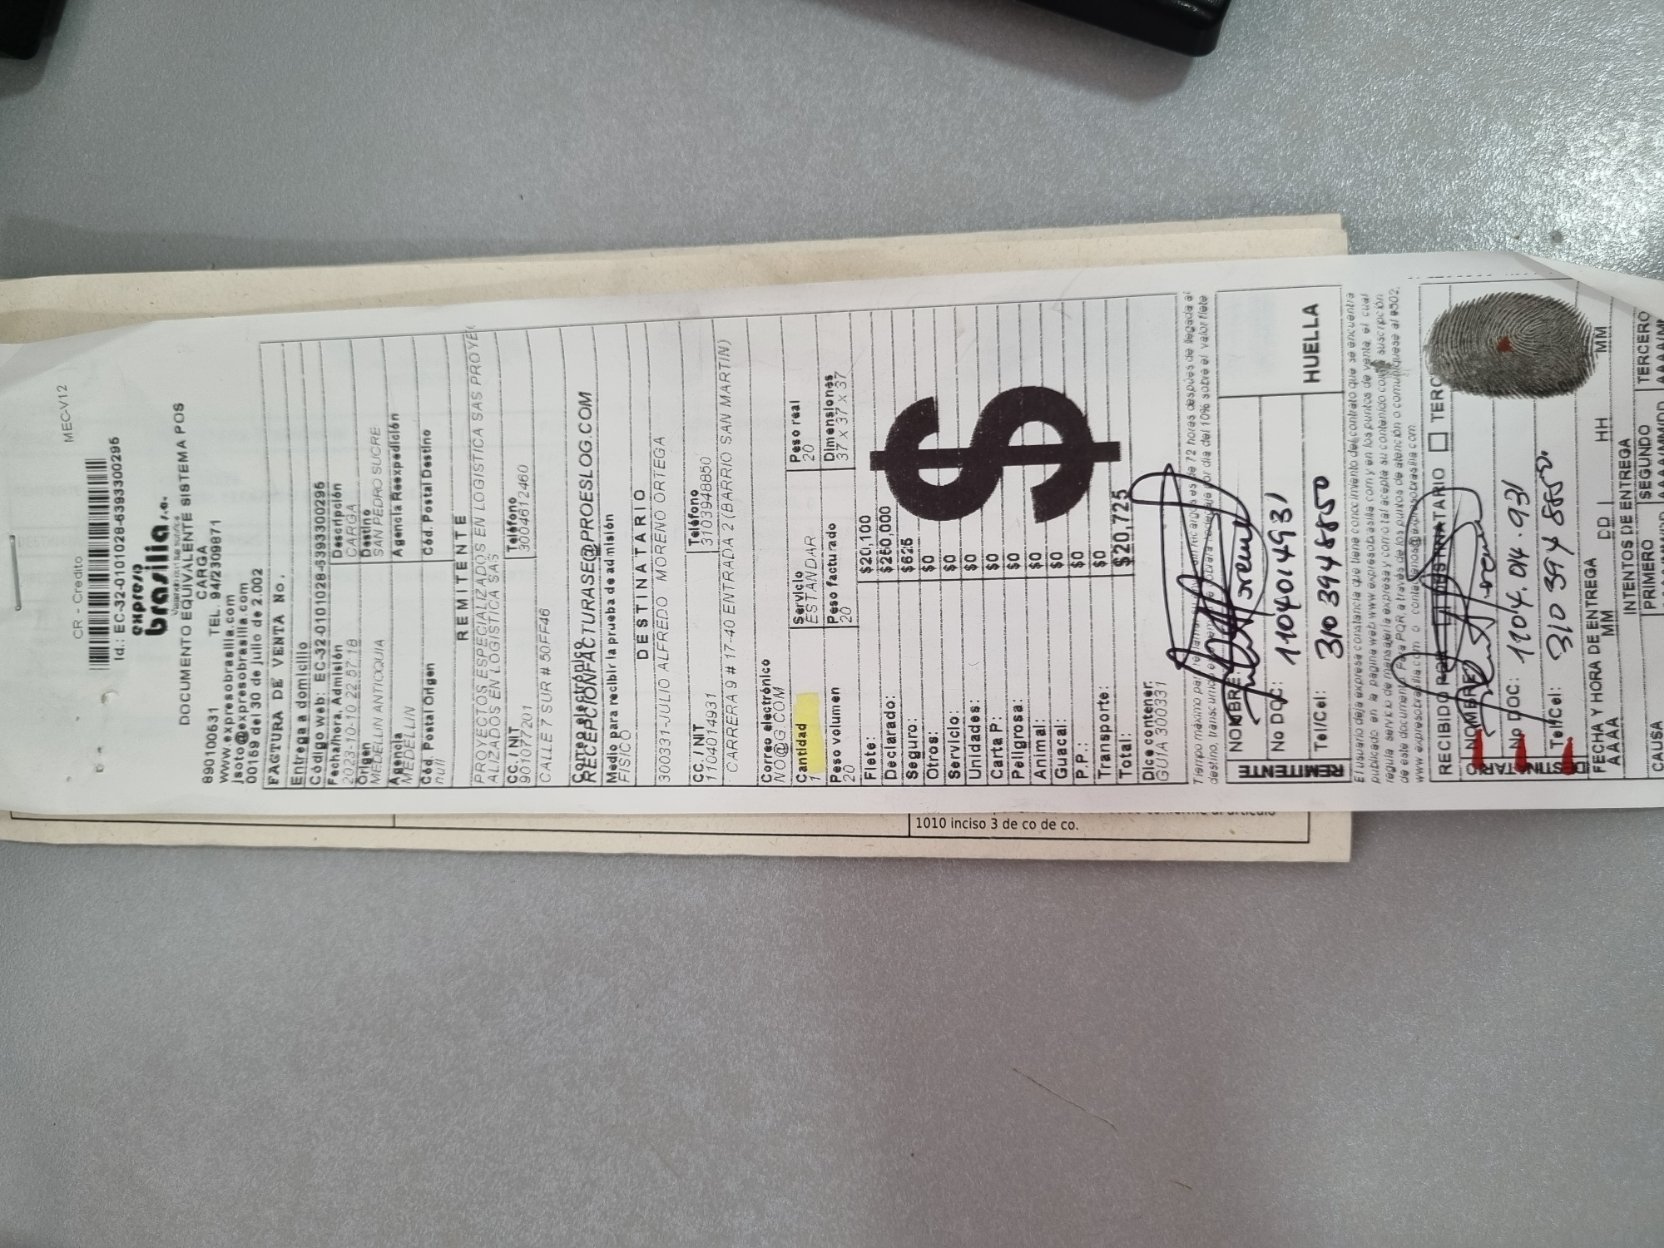 CR - Credito
MEC-V12
Id.: EC-32-0101028-639330029
expreso
brasilia s.a.
DOCUMENTO EQUIVALENTE SISTEMA POS
CARGA
890100531 TEL. 94/2309871
www.expresobrasilia.com
jsoto@expresobrasilia.com
00169 del 30 de julio de 2.002
FACTURA DE VENTA No.
Entrega a domicilio
Código web: EC-32-0101028-639330029
Fecha/hora, Admisión
2023-10-10 22:57:18
Descripción
CARGA
Origen
MEDELLIN ANTIOQUIA
Destino
SAN PEDRO SUCRE
Agencia
MEDELLIN
Agencia Reexpedición
Cód. Postal Origen
null
Cód. Postal Destino
REMITENTE
PROYECTOS ESPECIALIZADOS EN LOGISTICA SAS PROYE
ALIZADOS EN LOGISTICA SAS
CC. / NIT
9010777201
Teléfono
3004612460
CALLE 7 SUR # 50FF46
Correo electrónico
RECEPCIONFACTURASE@PROESLOG.COM
Medio para recibir la prueba de admisión
FISICO
DESTINATARIO
300331-JULIO ALFREDO MORENO ORTEGA
CC. / NIT
1104014931
Teléfono
3103948850
CARRERA 9 # 17-40 ENTRADA 2 (BARRIO SAN MARTIN)
Correo electrónico
NO@G.COM
Cantidad
1
Servicio
ESTANDAR
Peso real
20
Peso volumen
20
Peso facturado
20
Dimensiones
37 x 37 x 37
Flete: $20,100
Declarado: $250,000
Seguro: $625
Otros: $0
Servicio: $0
Unidades: $0
Carta P: $0
Peligrosa: $0
Animal: $0
Guacal: $0
P.P.: $0
Transporte: $0
Total: $20,725
$
Dice contener:
GUIA 300331
REMITENTE
NOMBRE
No DOC: 1104014931
Tel/Cel: 310 3948850
HUELLA
RECIBIDO POR: DESTINATARIO TERC
NOMBRE
No DOC: 1104.014.931
Tel/Cel: 310 394 8850.
FECHA Y HORA DE ENTREGA
AAAA MM DD HH MM
INTENTOS DE ENTREGA
PRIMERO SEGUNDO TERCERO
CAUSA
1010 inciso 3 de co de co.